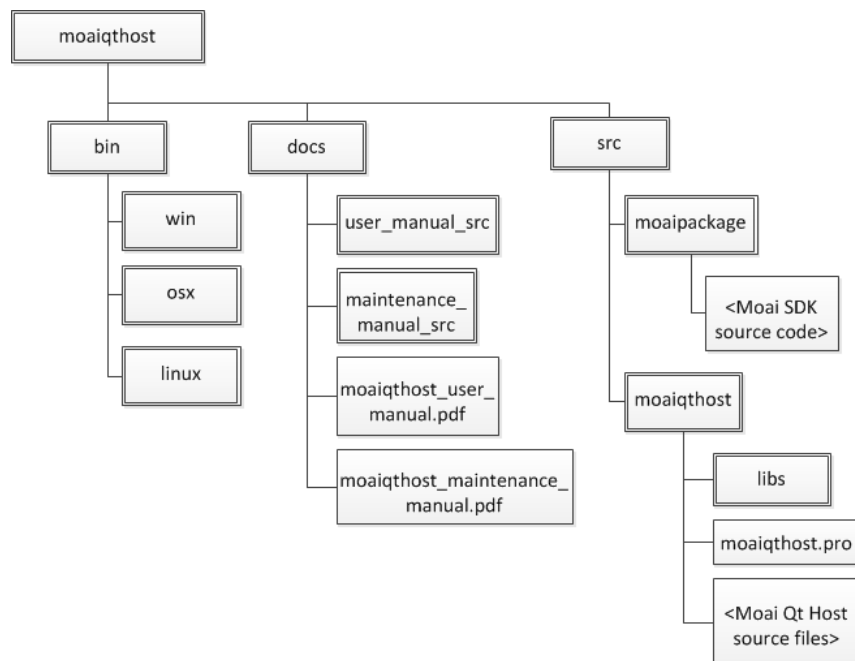 moaiqthost
bin
docs
src
win
user_manual_src
moaipackage
osx
maintenance_
manual_src
<Moai SDK
source code>
linux
moaiqthost_user_
manual.pdf
moaiqthost
moaiqthost_maintenance_
manual.pdf
libs
moaiqthost.pro
<Moai Qt Host
source files>